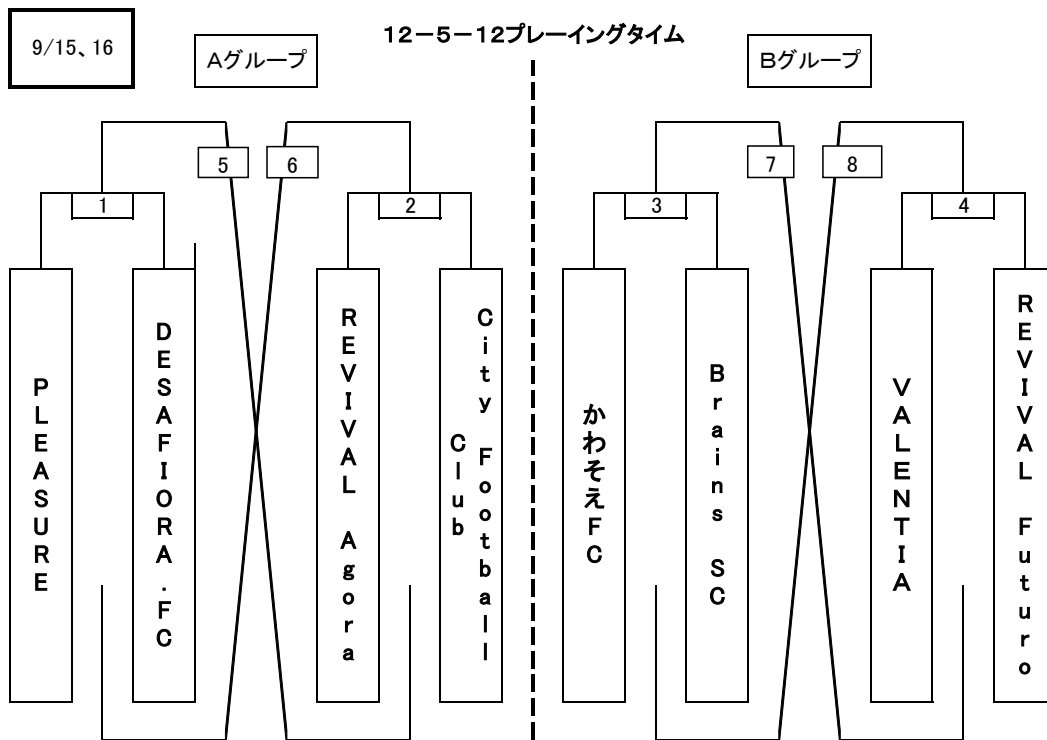 9/15、16
12－5－12プレーイングタイム
Aグループ
Bグループ
5
6
7
8
1
2
3
4
PLEASURE
DESAFIORA.FC
REVIVAL Agora
City Football
Club
かわそえFC
Brains SC
VALENTIA
REVIVAL Futuro